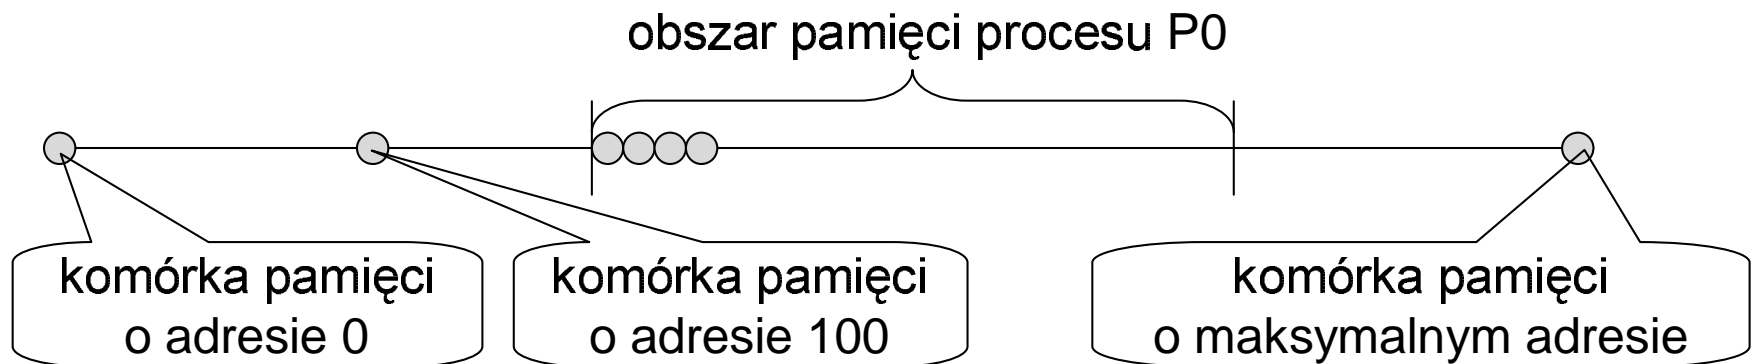 obszar pamięci procesu P0
komórka pamięci
o adresie 0
komórka pamięci
o adresie 100
komórka pamięci
o maksymalnym adresie